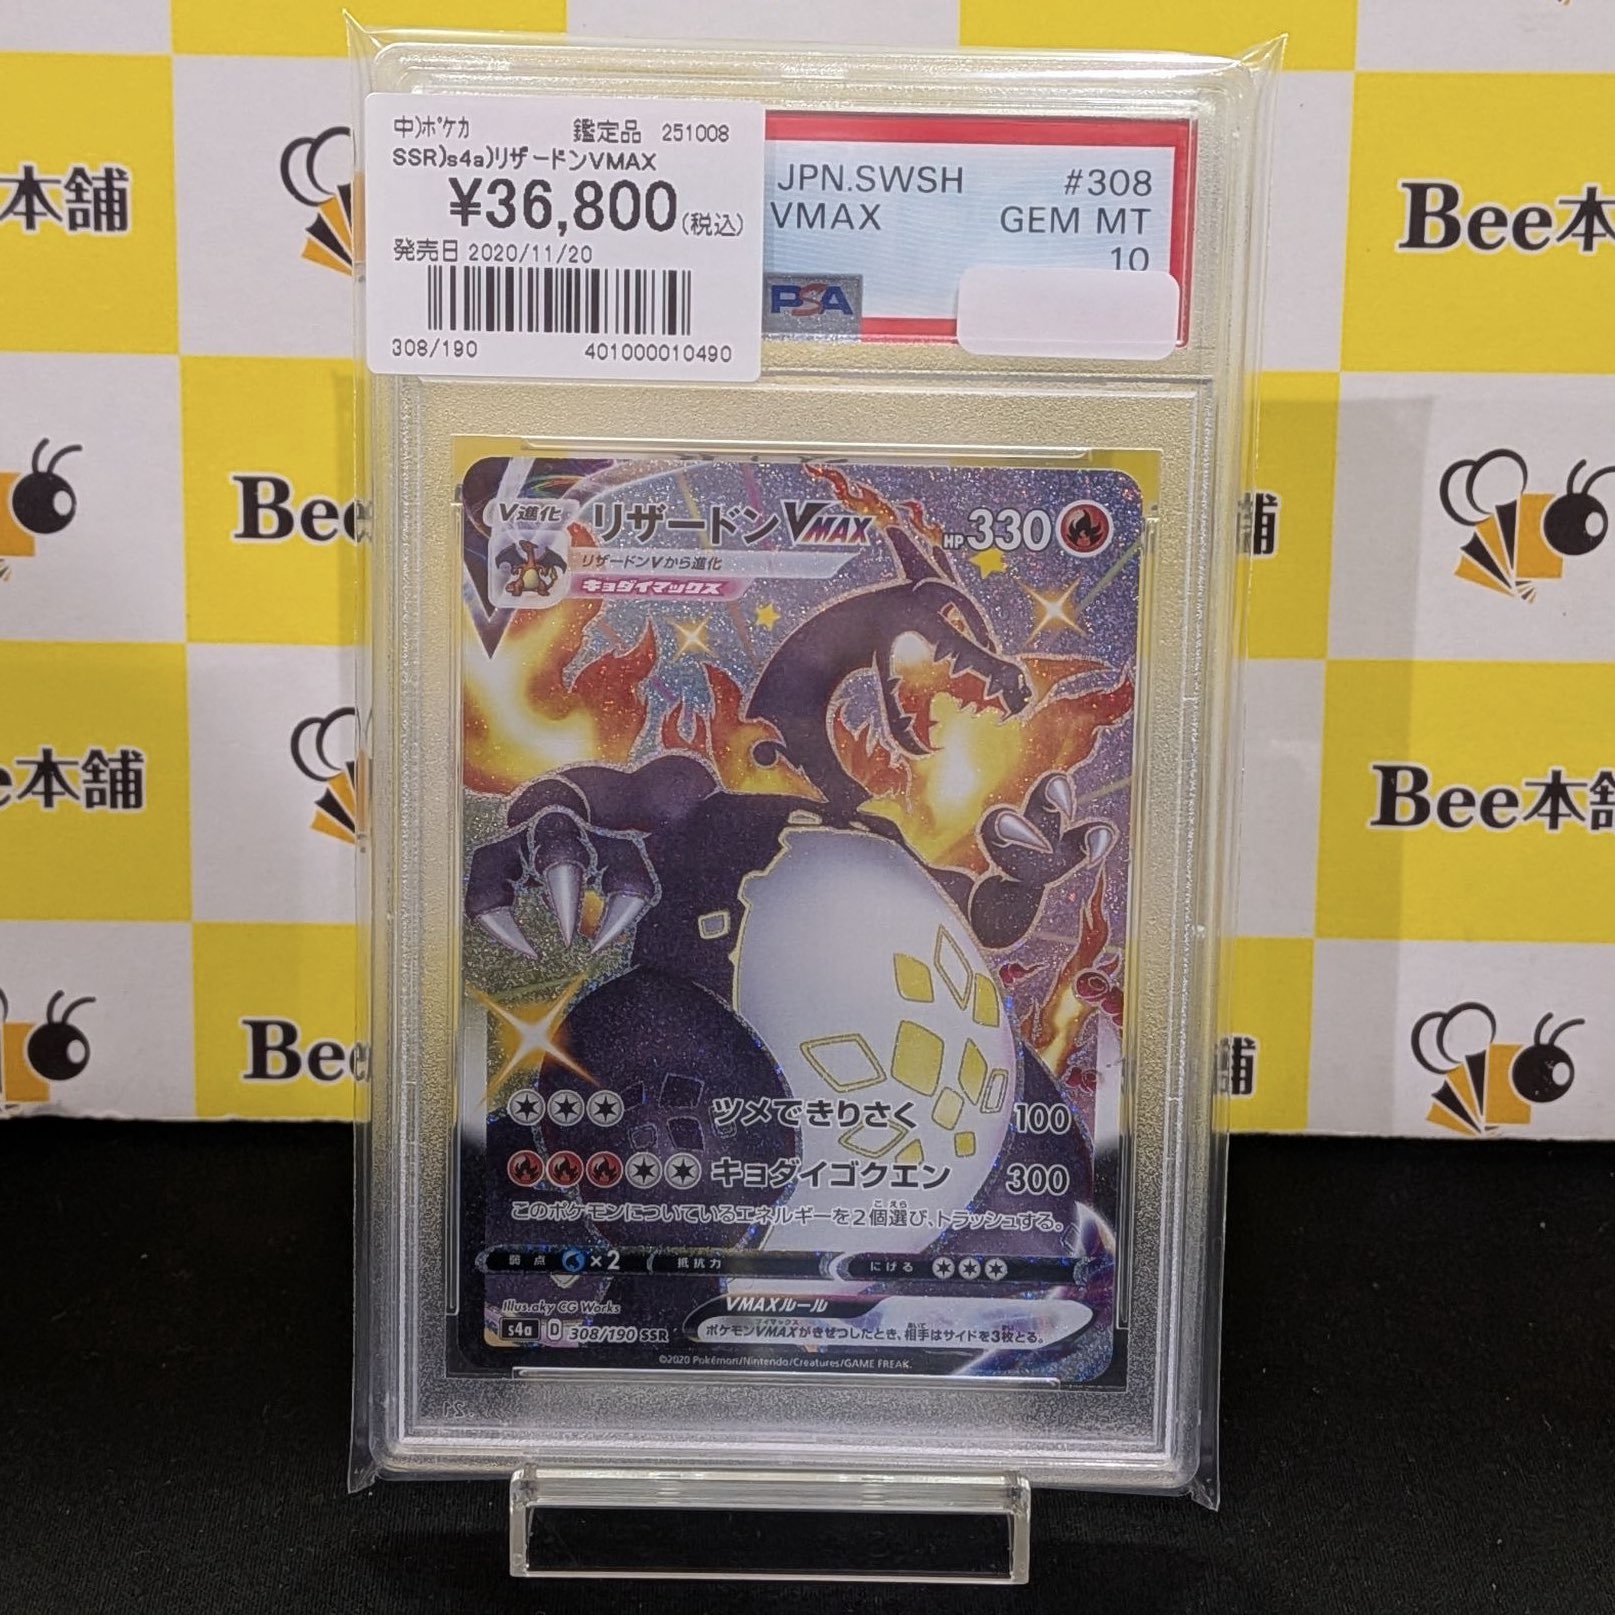 中)ポケカ 鑑定品 251008
SSR)s4a)リザードンVMAX
¥36,800(税込)
発売日 2020/11/20
308/190 401000010490
JPN.SWSH #308
VMAX GEM MT
10
PSA
本舗
Bee本
Bee
舗
e本舗
Bee本舗
Bee
舗
V進化 リザードンVMAX HP330
リザードンVから進化
キョダイマックス
ツメできりさく 100
キョダイゴクエン 300
このポケモンについているエネルギーを2個選び、トラッシュする。
弱点 ×2 抵抗力 にげる
Illus.aky CG Works
VMAXルール
s4a D 308/190 SSR
ポケモンVMAXがきぜつしたとき、相手はサイドを3枚とる。
©2020 Pokémon/Nintendo/Creatures/GAME FREAK.